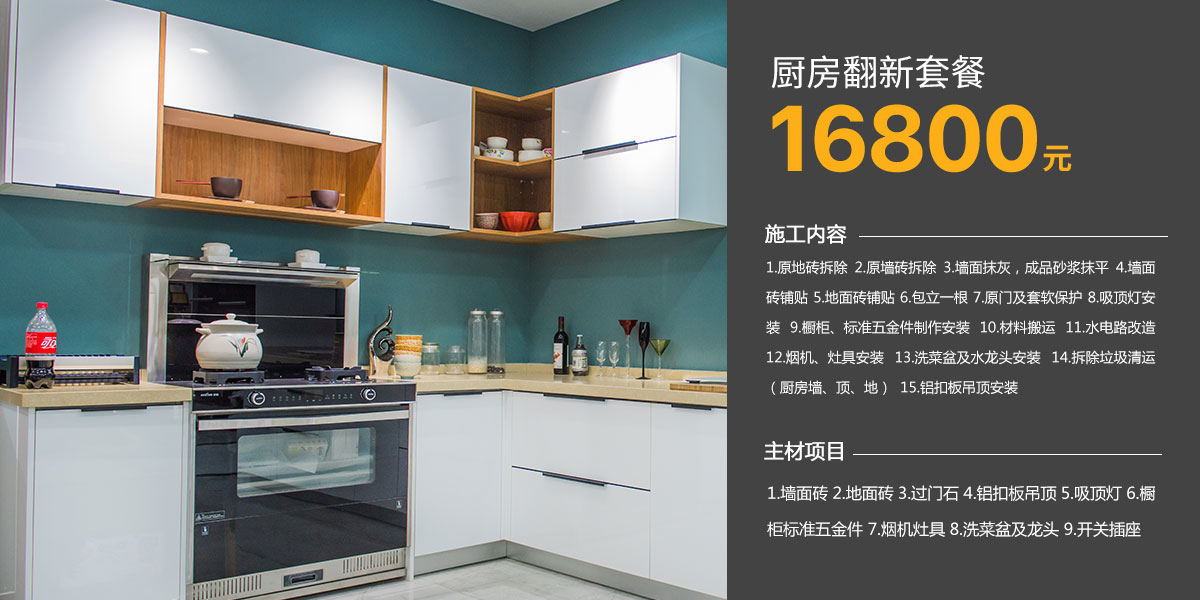 厨房翻新套餐
16800元
施工内容
1.原地砖拆除 2.原墙砖拆除 3.墙面抹灰，成品砂浆抹平 4.墙面
砖铺贴 5.地面砖铺贴 6.包立一根 7.原门及套软保护 8.吸顶灯安
装 9.橱柜、标准五金件制作安装 10.材料搬运 11.水电路改造
12.烟机、灶具安装 13.洗菜盆及水龙头安装 14.拆除垃圾清运
（厨房墙、顶、地） 15.铝扣板吊顶安装
主材项目
1.墙面砖 2.地面砖 3.过门石 4.铝扣板吊顶 5.吸顶灯 6.橱
柜标准五金件 7.烟机灶具 8.洗菜盆及龙头 9.开关插座